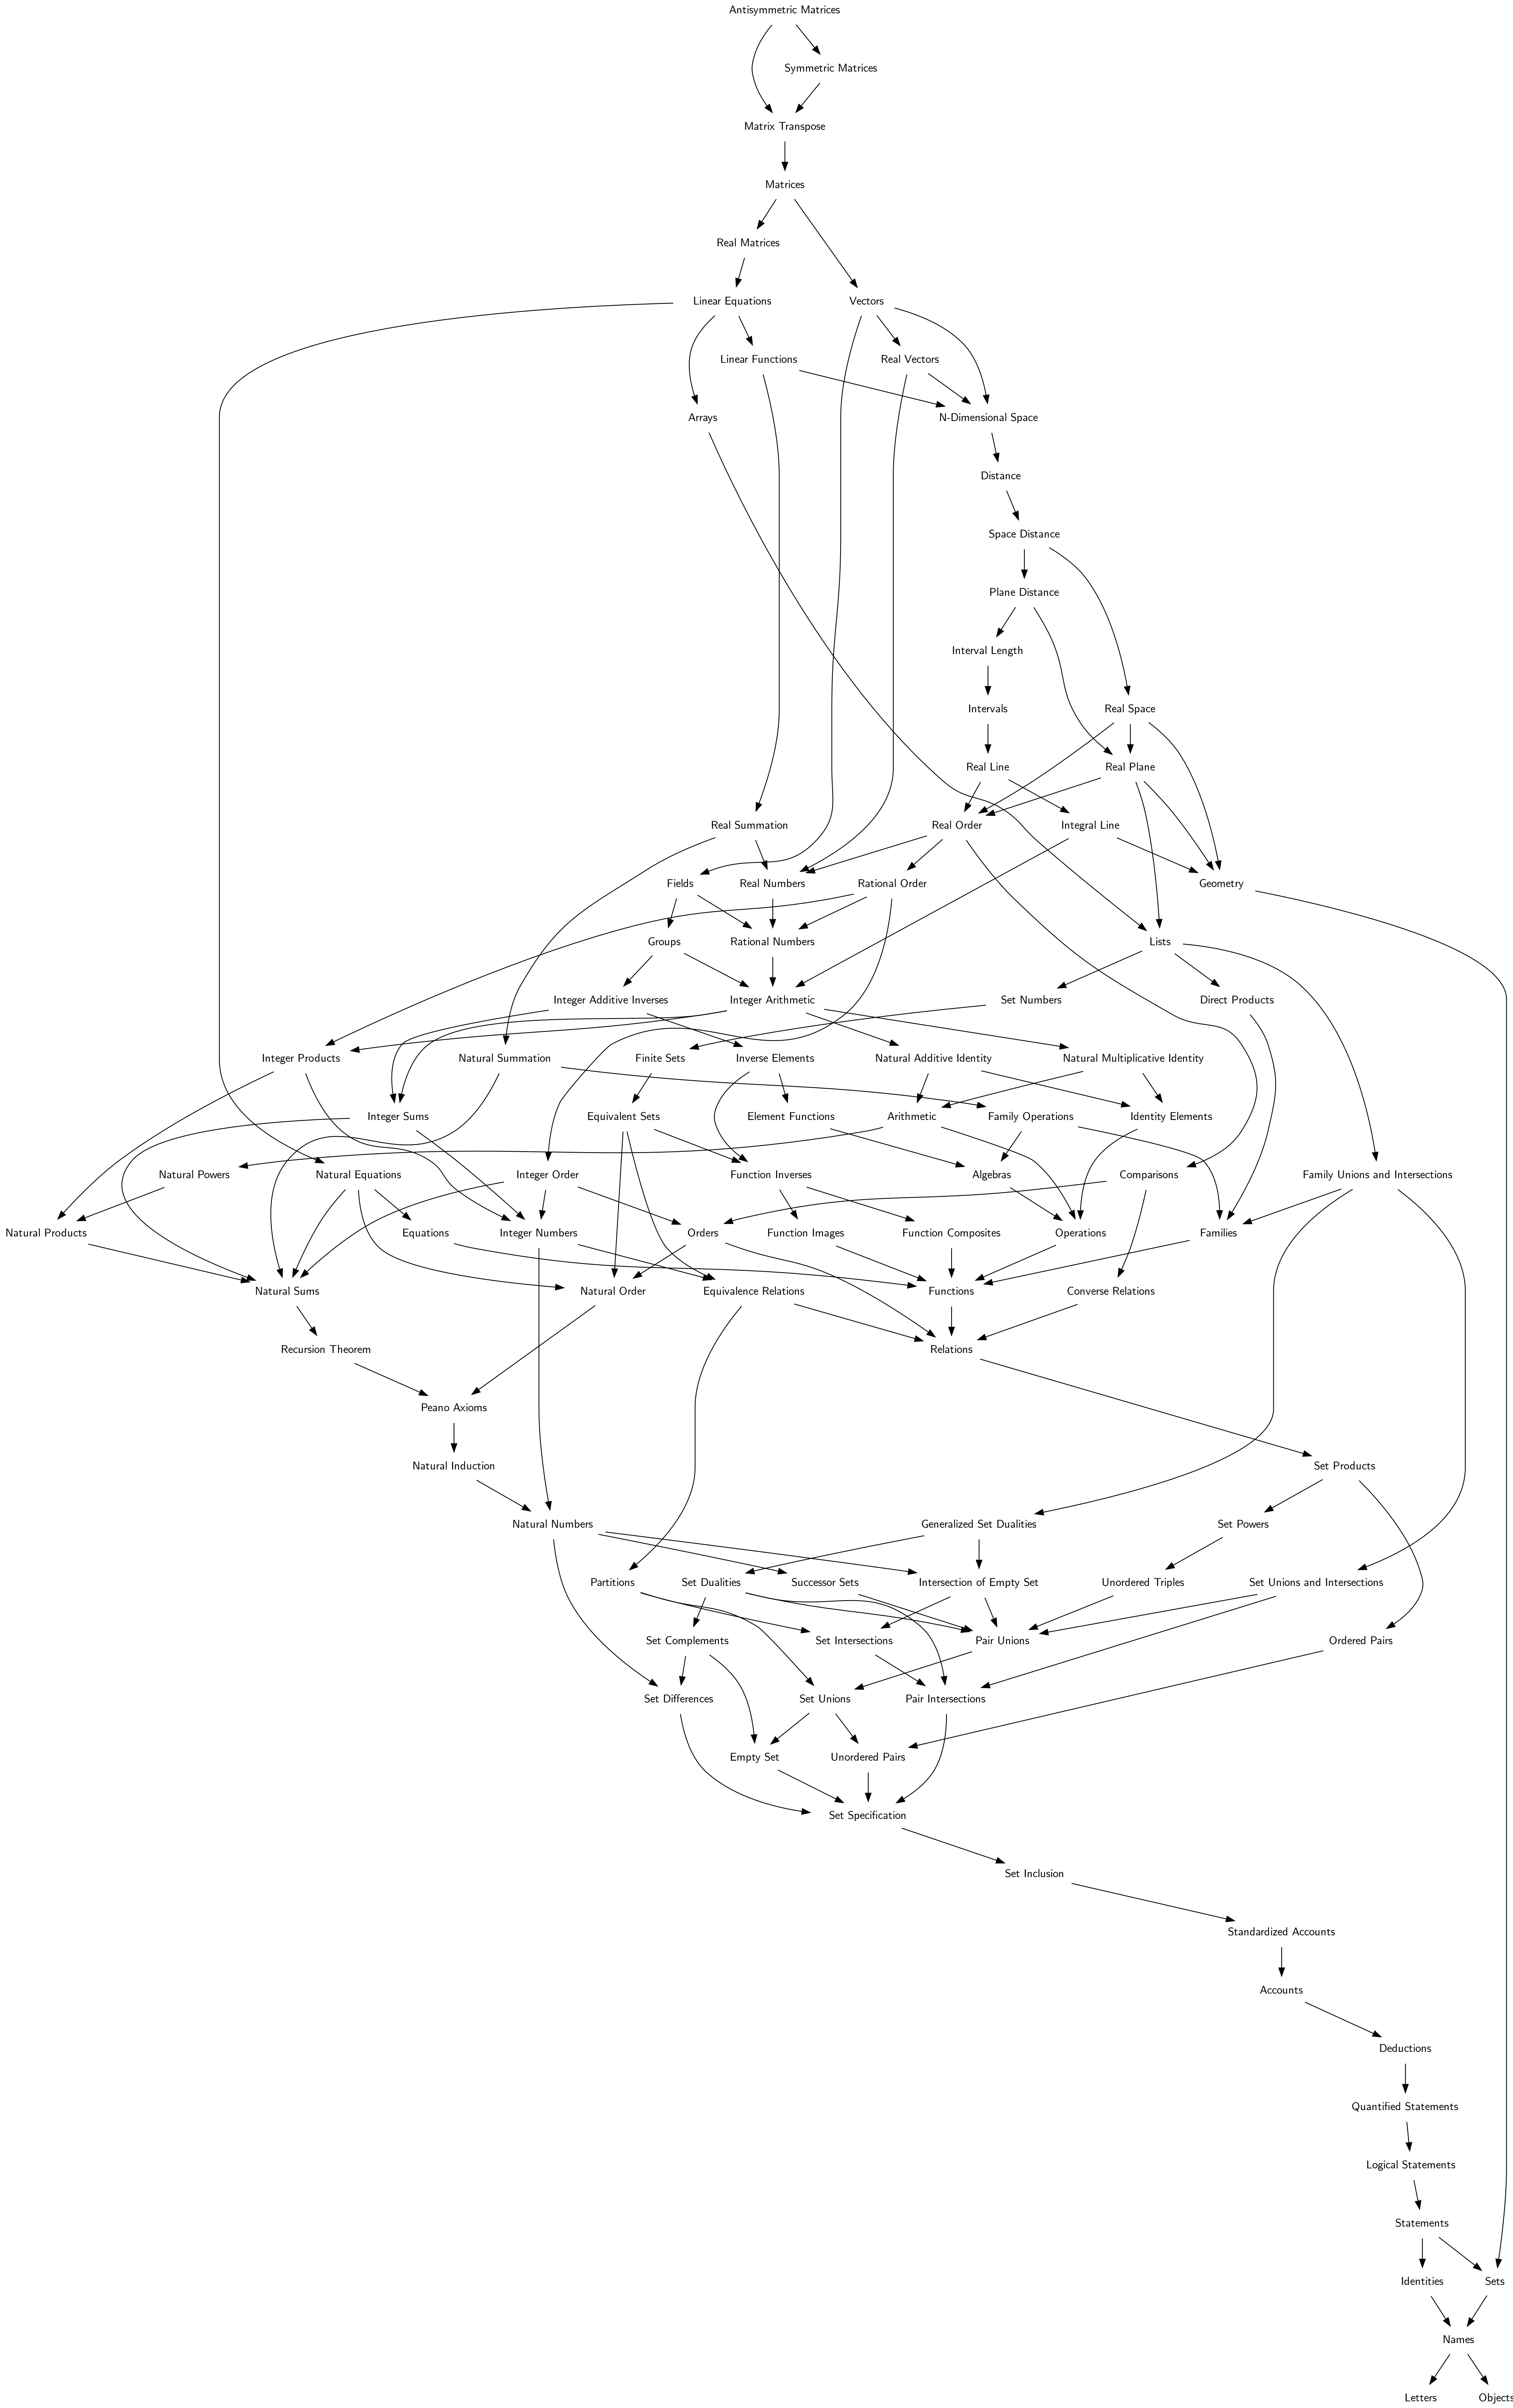 Antisymmetric Matrices
Symmetric Matrices
Matrix Transpose
Matrices
Real Matrices
Linear Equations
Vectors
Linear Functions
Real Vectors
Arrays
N-Dimensional Space
Distance
Space Distance
Plane Distance
Interval Length
Intervals
Real Space
Real Line
Real Plane
Real Summation
Real Order
Integral Line
Fields
Real Numbers
Rational Order
Geometry
Groups
Rational Numbers
Lists
Integer Additive Inverses
Integer Arithmetic
Set Numbers
Direct Products
Integer Products
Natural Summation
Finite Sets
Inverse Elements
Natural Additive Identity
Natural Multiplicative Identity
Integer Sums
Equivalent Sets
Element Functions
Arithmetic
Family Operations
Identity Elements
Natural Powers
Natural Equations
Integer Order
Function Inverses
Algebras
Comparisons
Family Unions and Intersections
Natural Products
Equations
Integer Numbers
Orders
Function Images
Function Composites
Operations
Families
Natural Sums
Natural Order
Equivalence Relations
Functions
Converse Relations
Recursion Theorem
Relations
Peano Axioms
Natural Induction
Set Products
Natural Numbers
Generalized Set Dualities
Set Powers
Partitions
Set Dualities
Successor Sets
Intersection of Empty Set
Unordered Triples
Set Unions and Intersections
Set Complements
Set Intersections
Pair Unions
Ordered Pairs
Set Differences
Set Unions
Pair Intersections
Empty Set
Unordered Pairs
Set Specification
Set Inclusion
Standardized Accounts
Accounts
Deductions
Quantified Statements
Logical Statements
Statements
Identities
Sets
Names
Letters
Objects